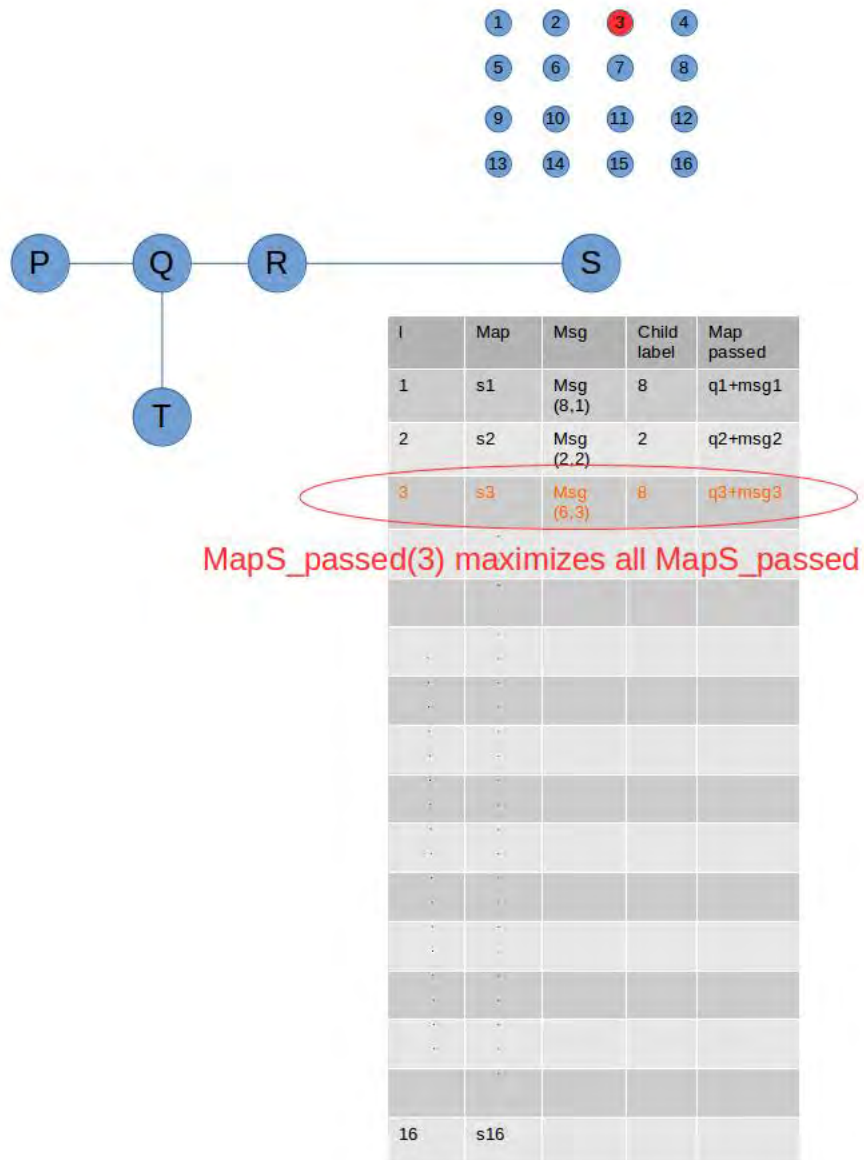 1 2 3 4
5 6 7 8
9 10 11 12
13 14 15 16
P Q R S
T
l Map Msg Child label Map passed
1 s1 Msg (8,1) 8 q1+msg1
2 s2 Msg (2,2) 2 q2+msg2
3 s3 Msg (6,3) 8 q3+msg3
MapS_passed(3) maximizes all MapS_passed
16 s16